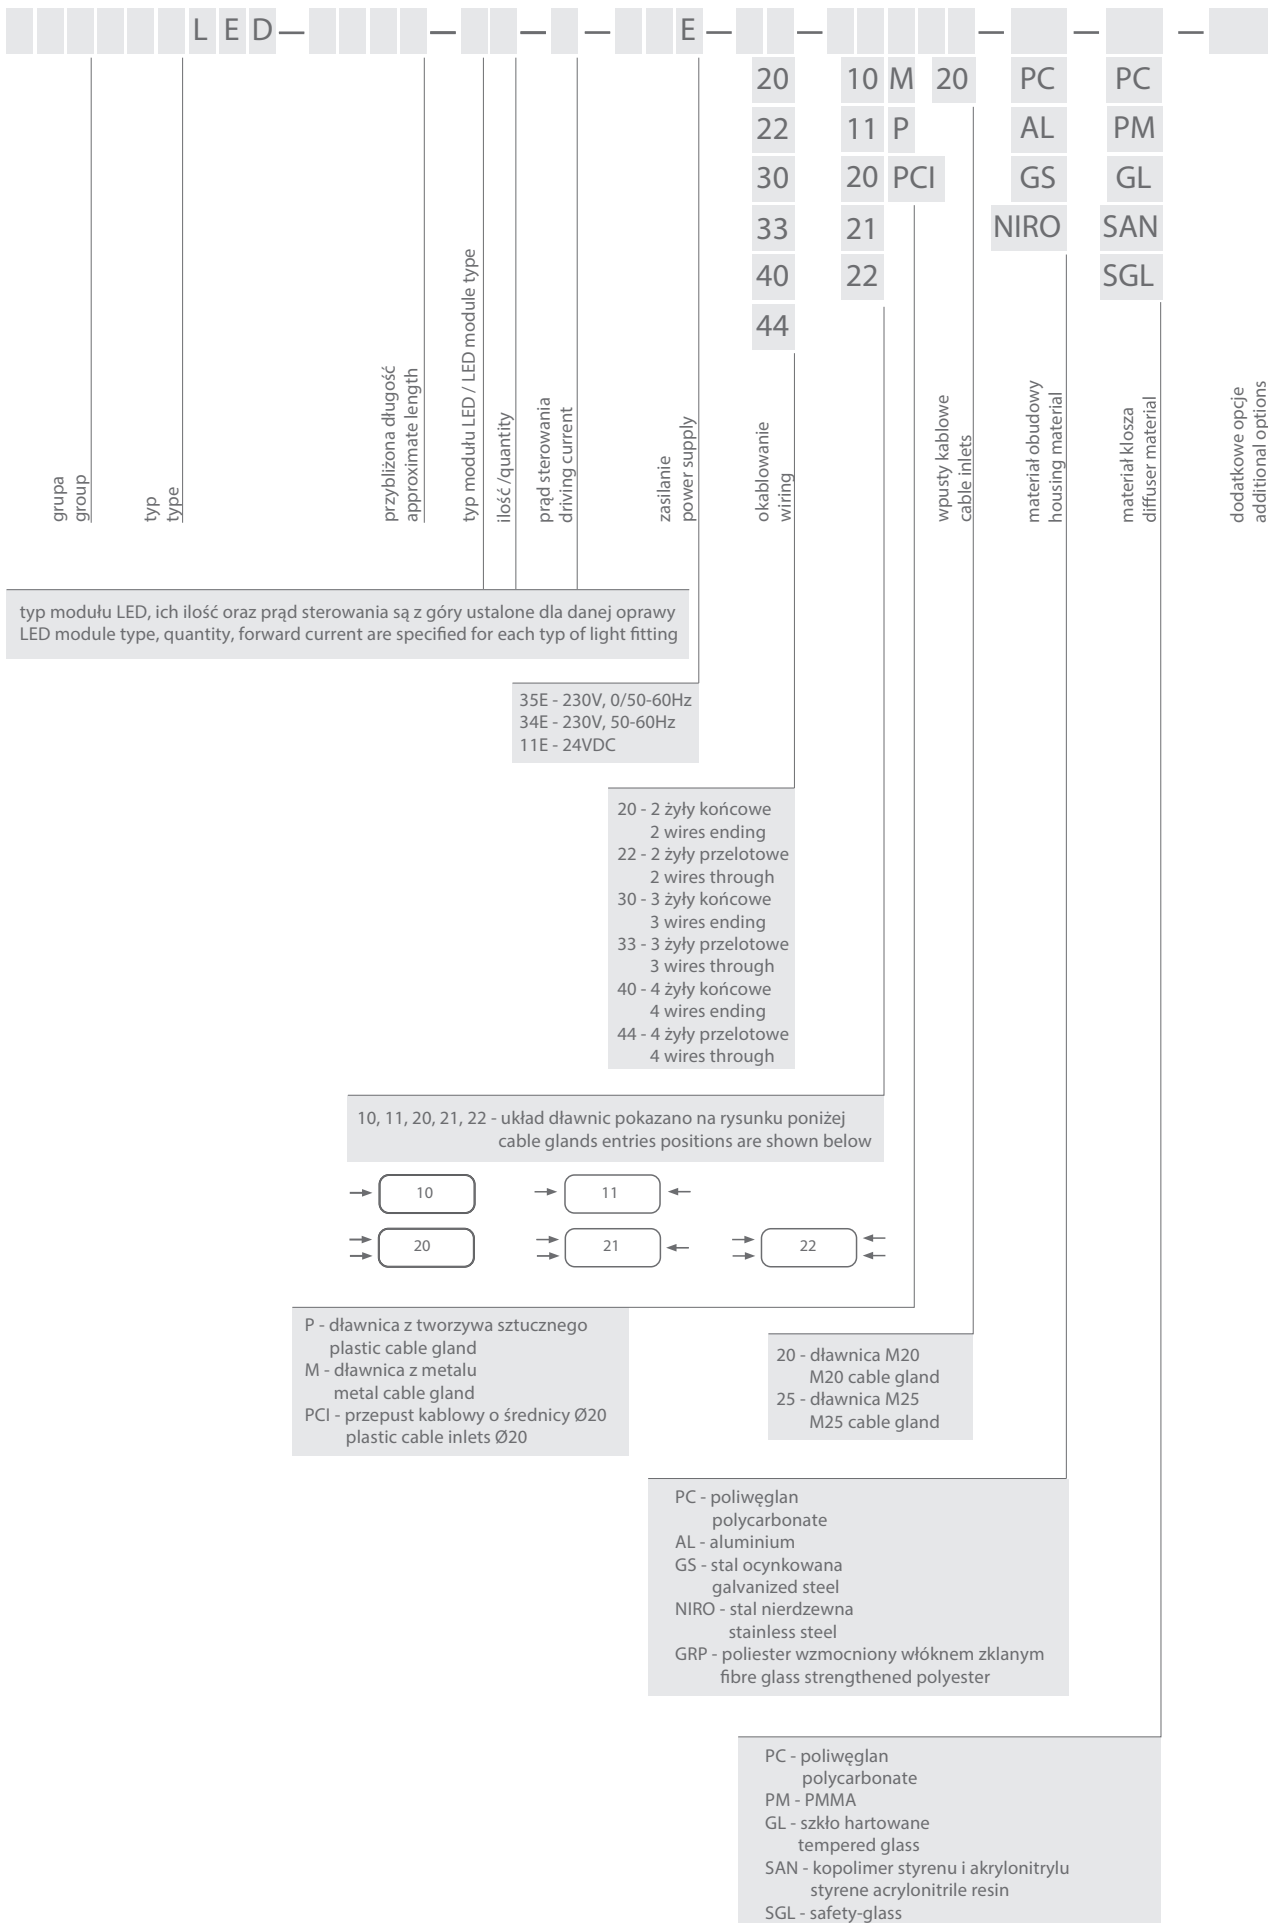 L E D — — — — E — — — —
20 10 M 20 PC PC
22 11 P AL PM
30 20 PCI GS GL
33 21 NIRO SAN
40 22 SGL
44
grupa
group
typ
type
przybliżona długość
approximate length
typ modułu LED / LED module type
ilość /quantity
prąd sterowania
driving current
zasilanie
power supply
okablowanie
wiring
wpusty kablowe
cable inlets
materiał obudowy
housing material
materiał klosza
diffuser material
dodatkowe opcje
additional options
typ modułu LED, ich ilość oraz prąd sterowania są z góry ustalone dla danej oprawy
LED module type, quantity, forward current are specified for each typ of light fitting
35E - 230V, 0/50-60Hz
34E - 230V, 50-60Hz
11E - 24VDC
20 - 2 żyły końcowe
2 wires ending
22 - 2 żyły przelotowe
2 wires through
30 - 3 żyły końcowe
3 wires ending
33 - 3 żyły przelotowe
3 wires through
40 - 4 żyły końcowe
4 wires ending
44 - 4 żyły przelotowe
4 wires through
10, 11, 20, 21, 22 - układ dławnic pokazano na rysunku poniżej
cable glands entries positions are shown below
10 11
20 21 22
P - dławnica z tworzywa sztucznego
plastic cable gland
M - dławnica z metalu
metal cable gland
PCI - przepust kablowy o średnicy Ø20
plastic cable inlets Ø20
20 - dławnica M20
M20 cable gland
25 - dławnica M25
M25 cable gland
PC - poliwęglan
polycarbonate
AL - aluminium
GS - stal ocynkowana
galvanized steel
NIRO - stal nierdzewna
stainless steel
GRP - poliester wzmocniony włóknem zklanym
fibre glass strengthened polyester
PC - poliwęglan
polycarbonate
PM - PMMA
GL - szkło hartowane
tempered glass
SAN - kopolimer styrenu i akrylonitrylu
styrene acrylonitrile resin
SGL - safety-glass